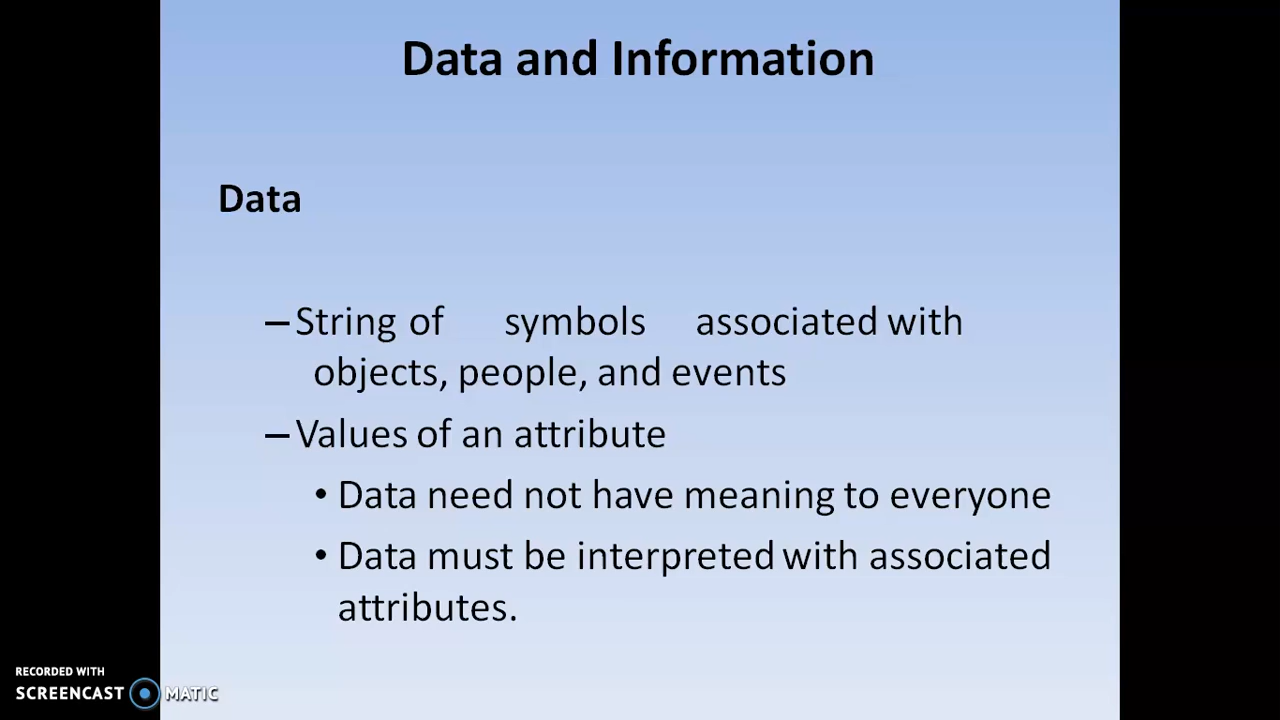 Data and Information
Data
– String of symbols associated with
objects, people, and events
– Values of an attribute
• Data need not have meaning to everyone
• Data must be interpreted with associated
attributes.
RECORDED WITH
SCREENCAST MATIC